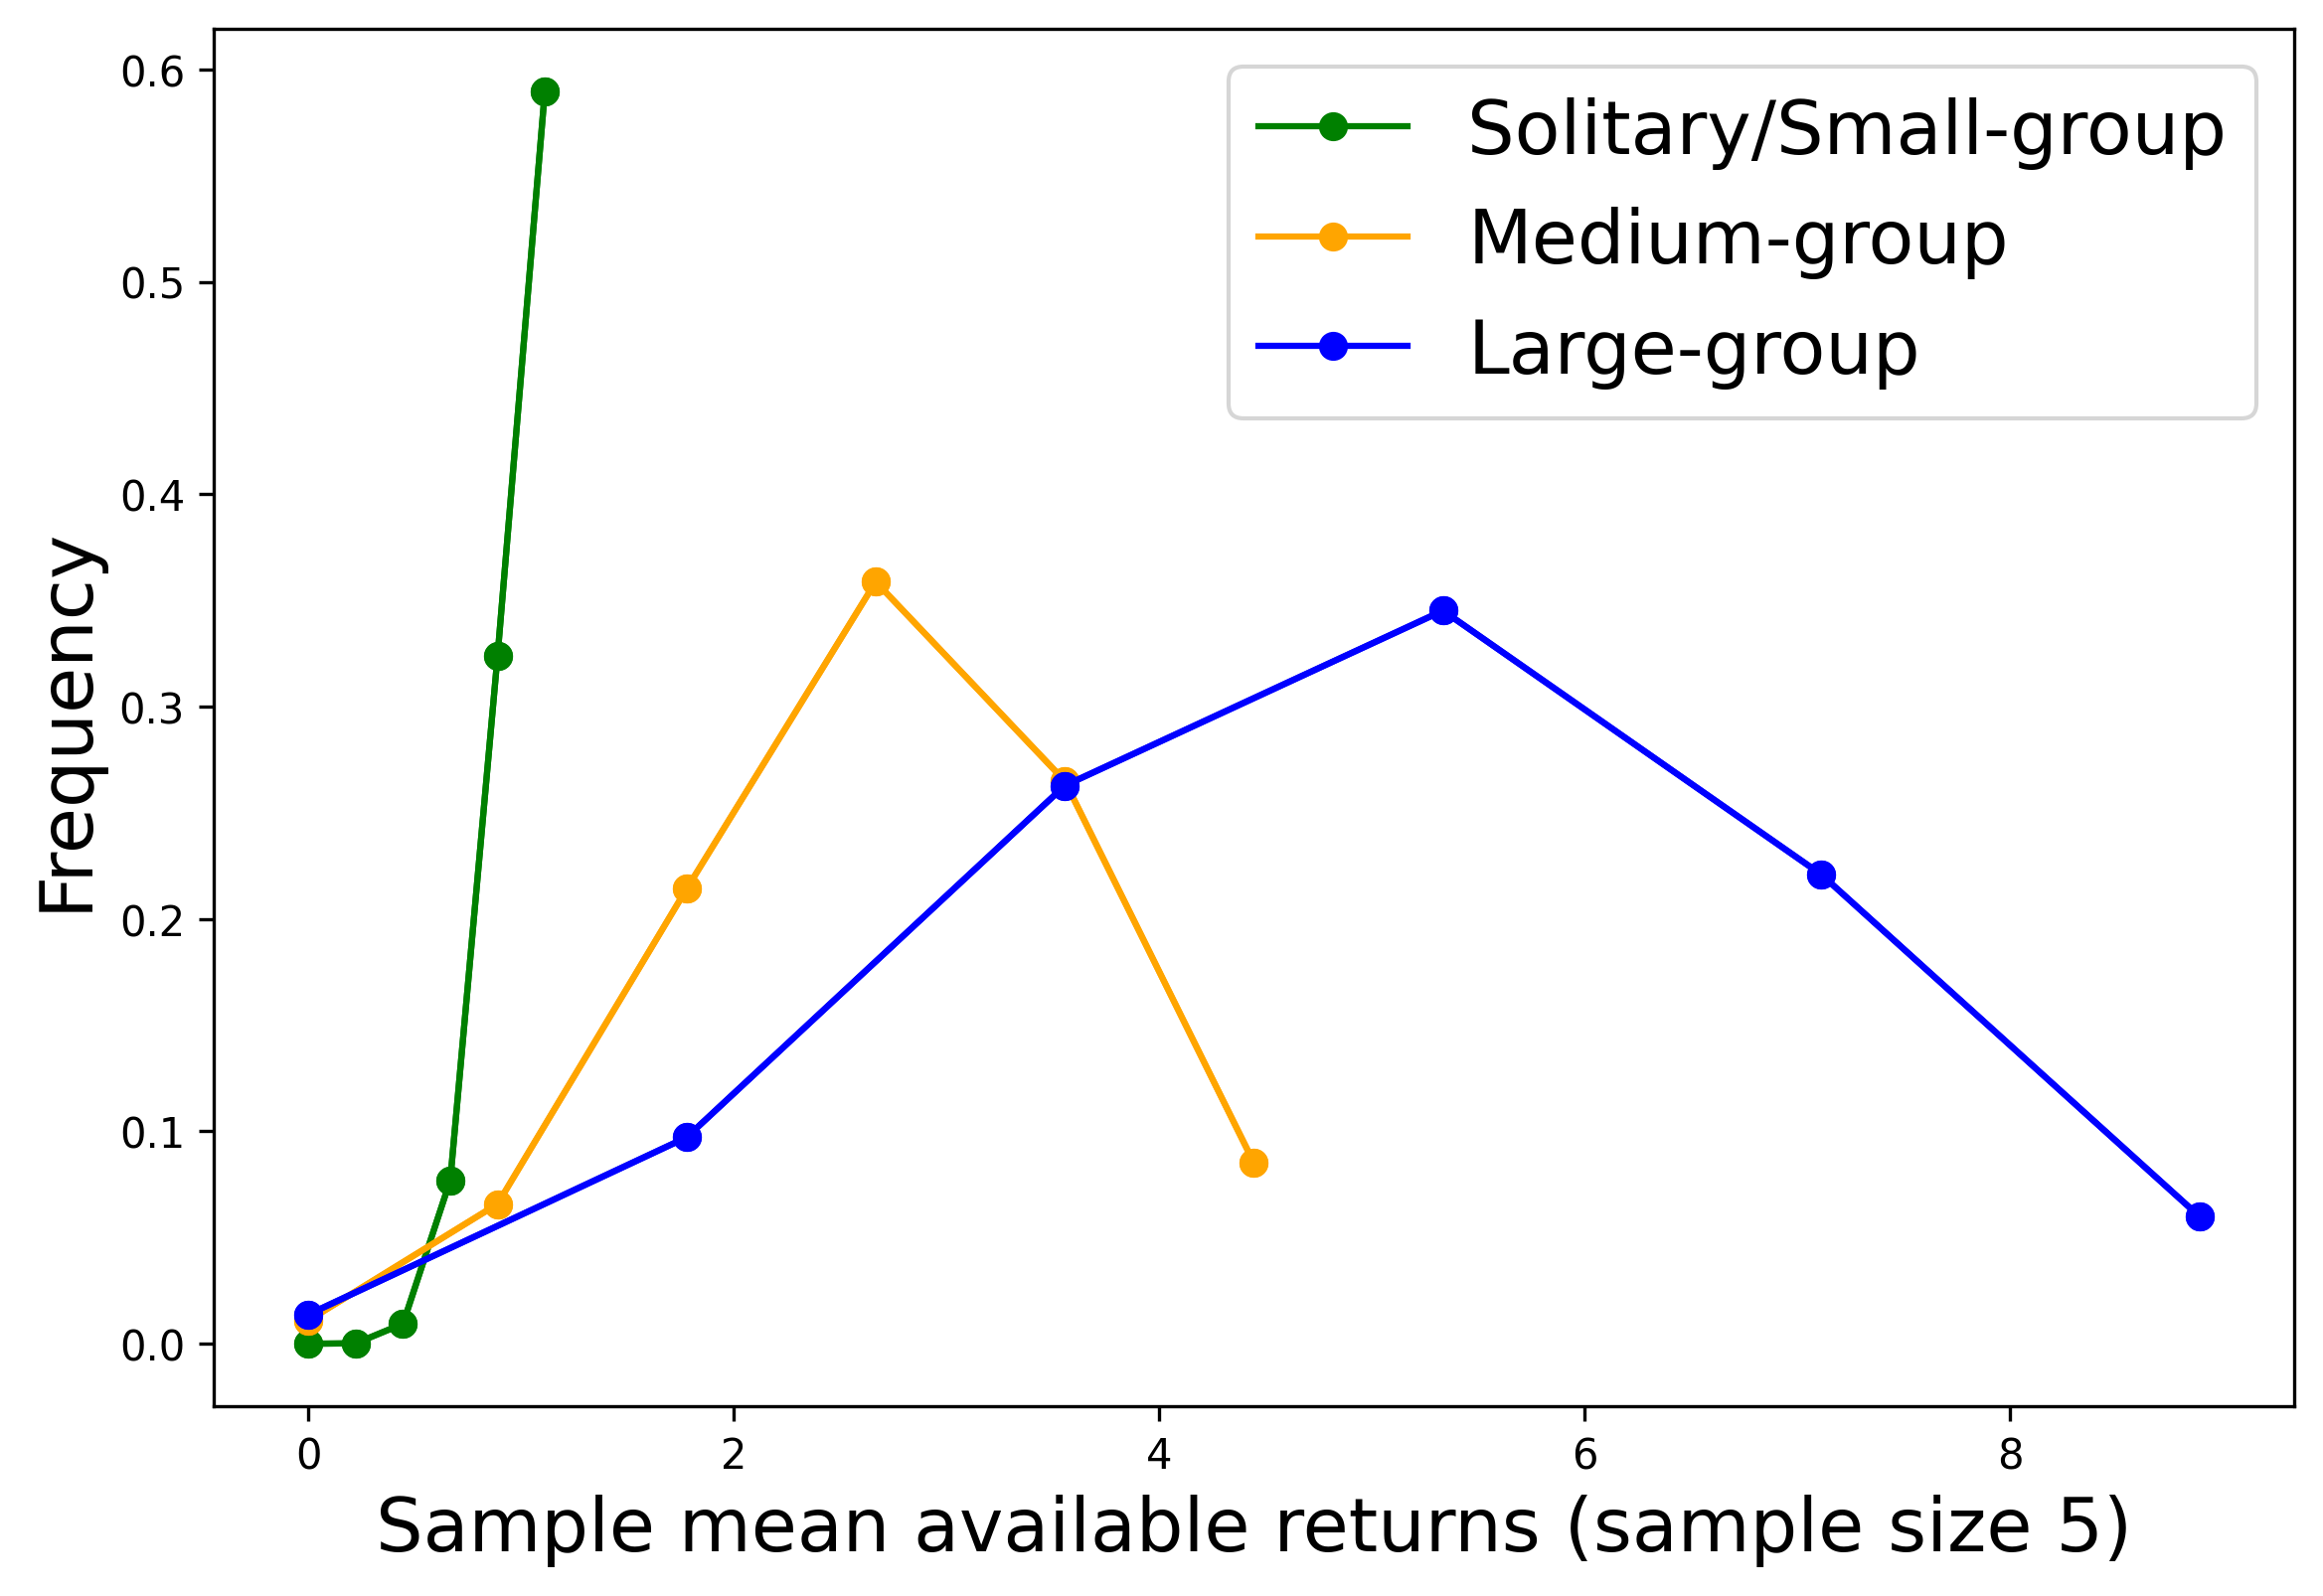 Solitary/Small-group
Medium-group
Large-group
Frequency
0.6
0.5
0.4
0.3
0.2
0.1
0.0
0 2 4 6 8
Sample mean available returns (sample size 5)